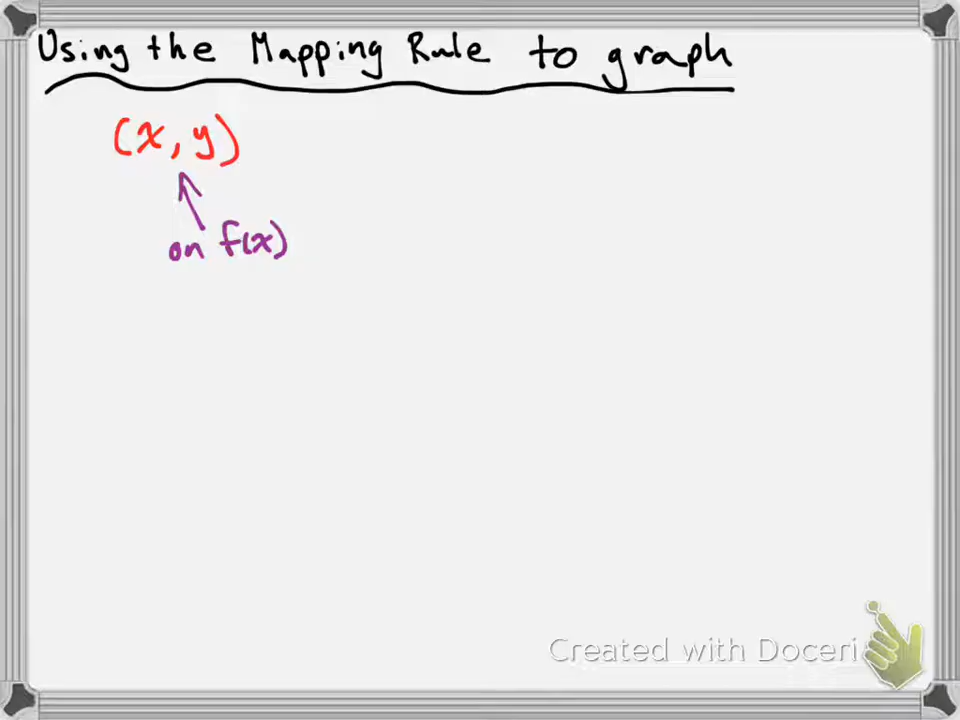 Using the Mapping Rule to graph
(x, y)
on f(x)
Created with Doceri